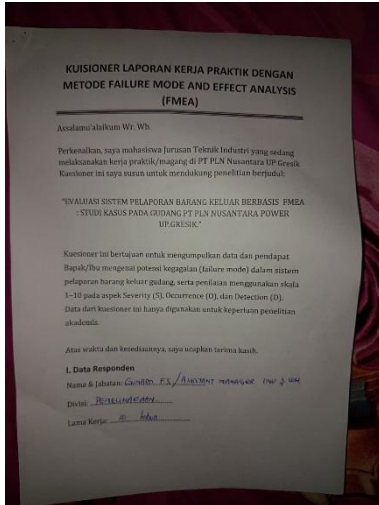 KUISIONER LAPORAN KERJA PRAKTIK DENGAN
METODE FAILURE MODE AND EFFECT ANALYSIS
(FMEA)
Assalamu'alaikum Wr. Wb.
Perkenalkan, saya mahasiswa Jurusan Teknik Industri yang sedang
melaksanakan kerja praktik/magang di PT PLN Nusantara UP Gresik
Kuesioner ini saya susun untuk mendukung penelitian berjudul:
"EVALUASI SISTEM PELAPORAN BARANG KELUAR BERBASIS FMEA
: STUDI KASUS PADA GUDANG PT PLN NUSANTARA POWER
UP.GRESIK."
Kuesioner ini bertujuan untuk mengumpulkan data dan pendapat
Bapak/Ibu mengenai potensi kegagalan (failure mode) dalam sistem
pelaporan barang keluar gudang, serta penilaian menggunakan skala
1–10 pada aspek Severity (S), Occurrence (O), dan Detection (D).
Data dari kuesioner ini hanya digunakan untuk keperluan penelitian
akademis.
Atas waktu dan kesediaannya, saya ucapkan terima kasih.
I. Data Responden
Nama & Jabatan: F.S / ASSISTANT MANAGER INV &
Divisi:
Lama Kerja: 10 tahun